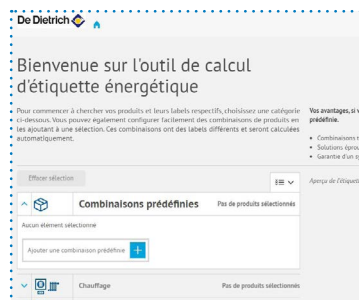 De Dietrich
Bienvenue sur l'outil de calcul
d'étiquette énergétique
Pour commencer à chercher vos produits et leurs labels respectifs, choisissez une catégorie
ci-dessous. Vous pouvez également configurer facilement des combinaisons de produits en
les ajoutant à une sélection. Ces combinaisons ont des labels différents et seront calculées
automatiquement.
Vos avantages, si v
prédéfinie.
• Combinaisons
• Solutions épro
• Garantie d'un
Aperçu de l'étiquet
Effacer sélection
Combinaisons prédéfinies
Pas de produits sélectionnés
Aucun élément sélectionné
Ajouter une combinaison prédéfinie +
Chauffage
Pas de produits sélectionnés